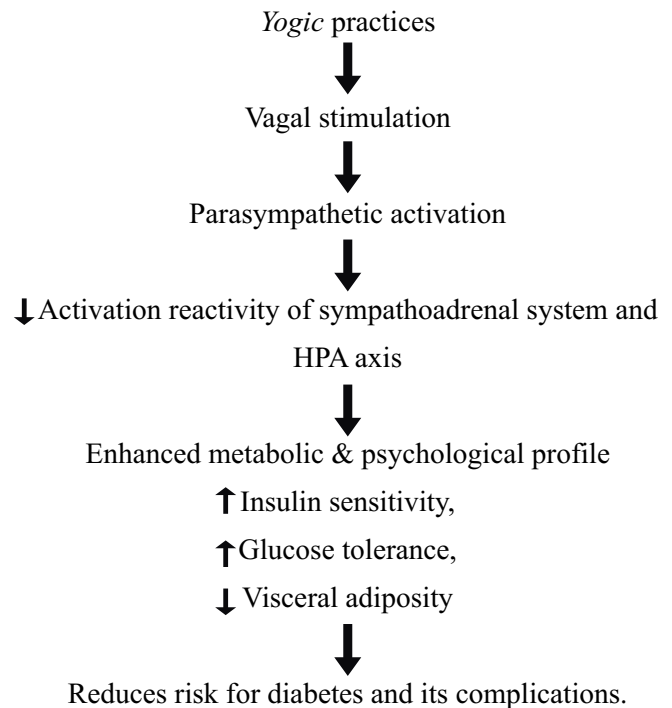 Yogic practices
Vagal stimulation
Parasympathetic activation
↓ Activation reactivity of sympathoadrenal system and
HPA axis
Enhanced metabolic & psychological profile
↑ Insulin sensitivity,
↑ Glucose tolerance,
↓ Visceral adiposity
Reduces risk for diabetes and its complications.